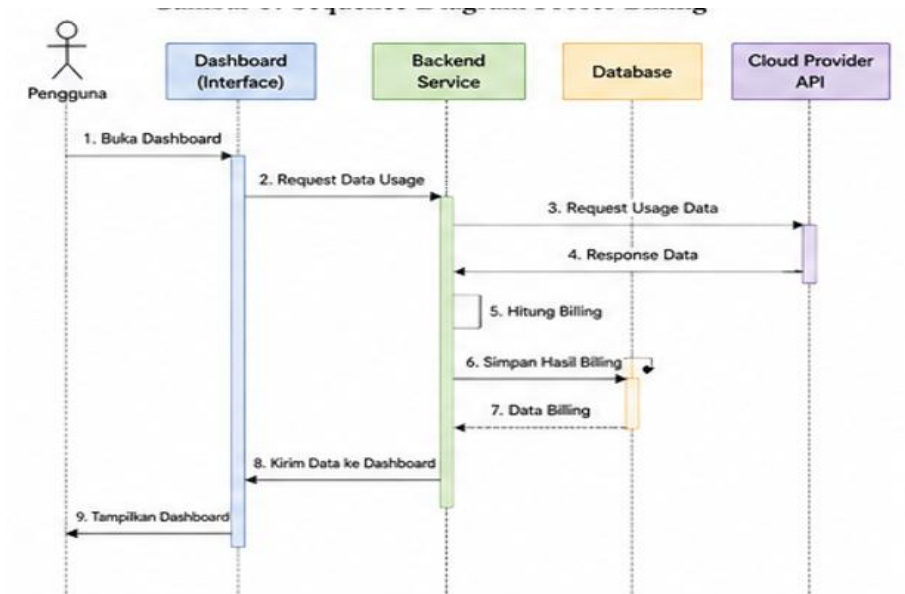 Pengguna
Dashboard
(Interface)
Backend
Service
Database
Cloud Provider
API
1. Buka Dashboard
2. Request Data Usage
3. Request Usage Data
4. Response Data
5. Hitung Billing
6. Simpan Hasil Billing
7. Data Billing
8. Kirim Data ke Dashboard
9. Tampilkan Dashboard